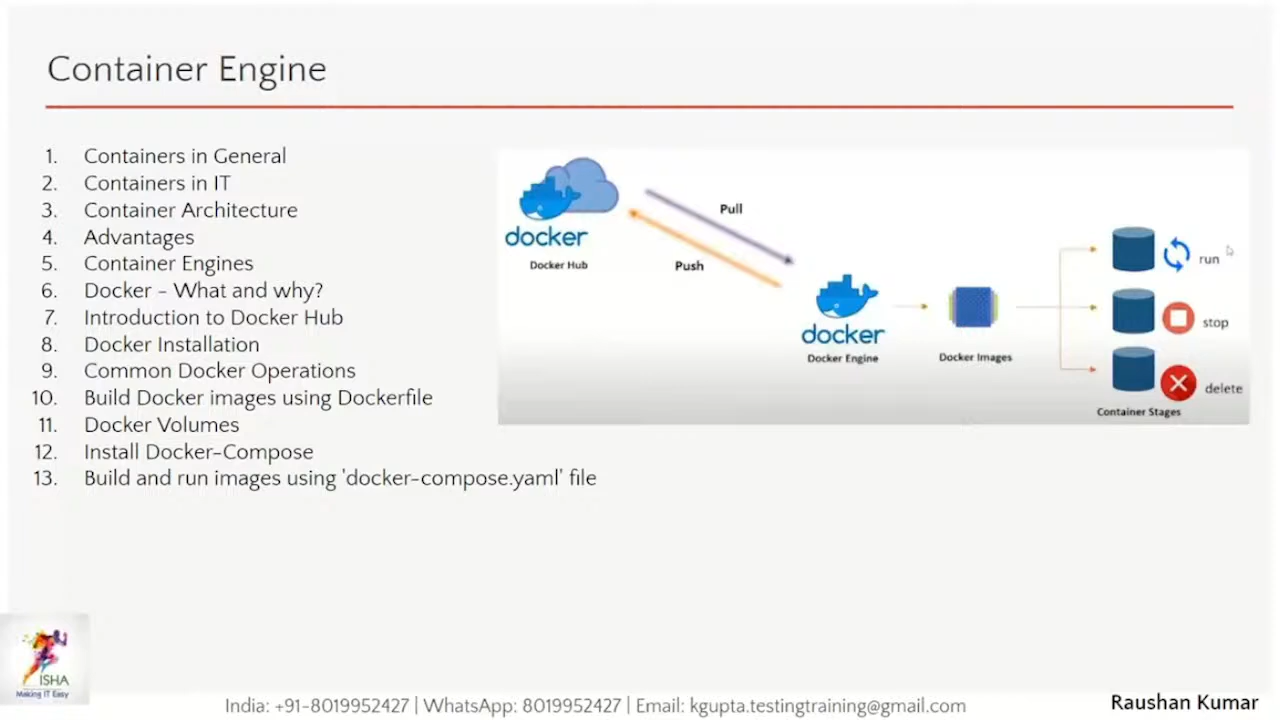 Container Engine
1. Containers in General
2. Containers in IT
3. Container Architecture
4. Advantages
5. Container Engines
6. Docker - What and why?
7. Introduction to Docker Hub
8. Docker Installation
9. Common Docker Operations
10. Build Docker images using Dockerfile
11. Docker Volumes
12. Install Docker-Compose
13. Build and run images using 'docker-compose.yaml' file
docker
Docker Hub
Pull
Push
docker
Docker Engine
Docker Images
run
stop
delete
Container Stages
ISHA
Making IT Easy
India: +91-8019952427 | WhatsApp: 8019952427 | Email: kgupta.testingtraining@gmail.com
Raushan Kumar